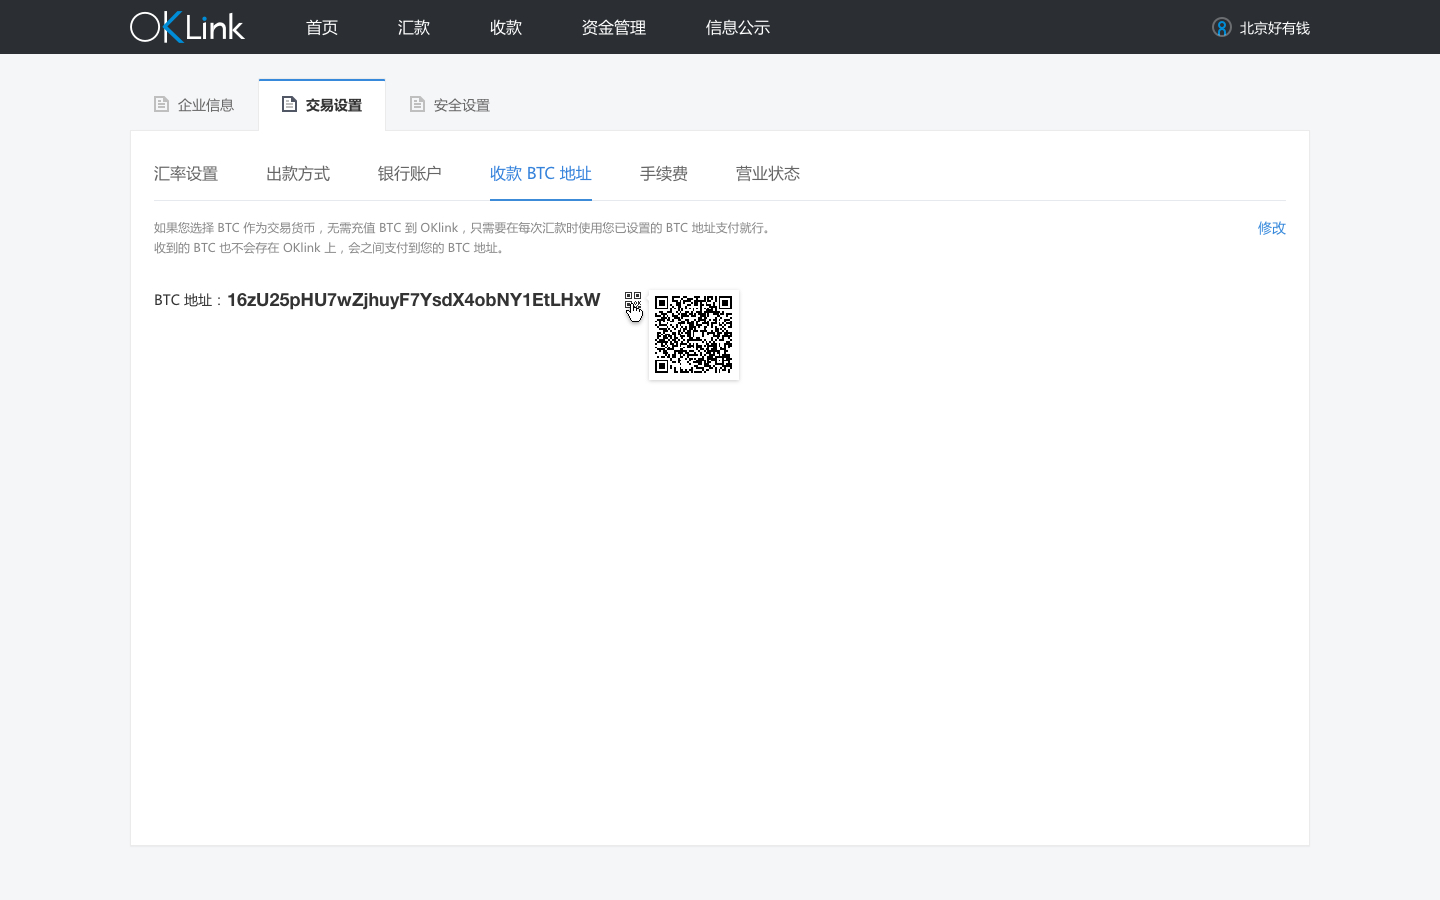 OKLink 首页 汇款 收款 资金管理 信息公示 北京好有钱
企业信息 交易设置 安全设置
汇率设置 出款方式 银行账户 收款 BTC 地址 手续费 营业状态
如果您选择 BTC 作为交易货币，无需充值 BTC 到 OKlink，只需要在每次汇款时使用您已设置的 BTC 地址支付就行。 修改
收到的 BTC 也不会存在 OKlink 上，会之间支付到您的 BTC 地址。
BTC 地址：16zU25pHU7wZjhuyF7YsdX4obNY1EtLHxW